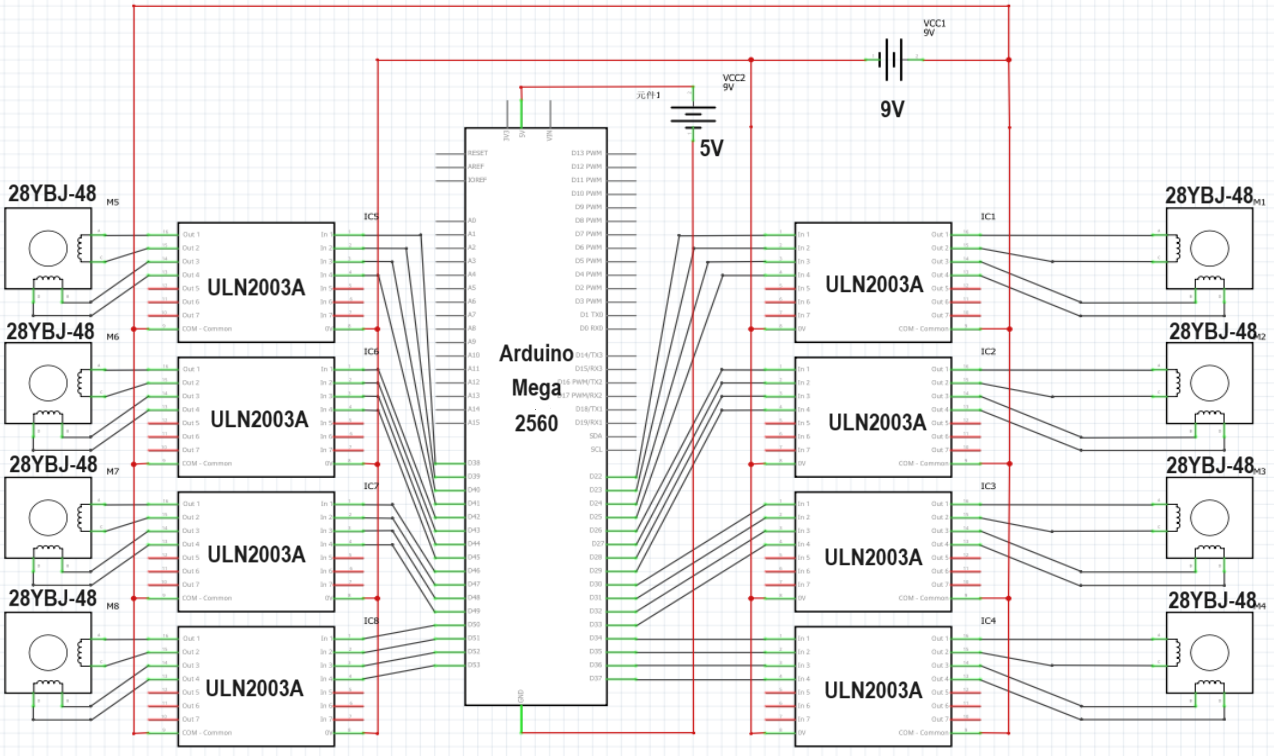 VCC1
9V
9V
VCC2
9V
元件1
5V
3V3
5V
VIN
RESET
AREF
IOREF
A0
A1
A2
A3
A4
A5
A6
A7
A8
A9
A10
A11
A12
A13
A14
A15
D38
D39
D40
D41
D42
D43
D44
D45
D46
D47
D48
D49
D50
D51
D52
D53
D13 PWM
D12 PWM
D11 PWM
D10 PWM
D9 PWM
D8 PWM
D7 PWM
D6 PWM
D5 PWM
D4 PWM
D2 PWM
D3 PWM
D1 TXD
D0 RXD
D14/TX3
D15/RX3
D16 PWM/TX2
D17 PWM/RX2
D18/TX1
D19/RX1
SDA
SCL
D22
D23
D24
D25
D26
D27
D28
D29
D30
D31
D32
D33
D34
D35
D36
D37
GND
Arduino
Mega
2560
28YBJ-48
M5
IC5
Out 1
Out 2
Out 3
Out 4
Out 5
Out 6
Out 7
COM - Common
In 1
In 2
In 3
In 4
In 5
In 6
In 7
0V
ULN2003A
28YBJ-48
M6
IC6
Out 1
Out 2
Out 3
Out 4
Out 5
Out 6
Out 7
COM - Common
In 1
In 2
In 3
In 4
In 5
In 6
In 7
0V
ULN2003A
28YBJ-48
M7
IC7
Out 1
Out 2
Out 3
Out 4
Out 5
Out 6
Out 7
COM - Common
In 1
In 2
In 3
In 4
In 5
In 6
In 7
0V
ULN2003A
28YBJ-48
M8
IC8
Out 1
Out 2
Out 3
Out 4
Out 5
Out 6
Out 7
COM - Common
In 1
In 2
In 3
In 4
In 5
In 6
In 7
0V
ULN2003A
IC1
28YBJ-48
M1
In 1
In 2
In 3
In 4
In 5
In 6
In 7
0V
Out 1
Out 2
Out 3
Out 4
Out 5
Out 6
Out 7
COM - Common
ULN2003A
IC2
28YBJ-48
M2
In 1
In 2
In 3
In 4
In 5
In 6
In 7
0V
Out 1
Out 2
Out 3
Out 4
Out 5
Out 6
Out 7
COM - Common
ULN2003A
IC3
28YBJ-48
M3
In 1
In 2
In 3
In 4
In 5
In 6
In 7
0V
Out 1
Out 2
Out 3
Out 4
Out 5
Out 6
Out 7
COM - Common
ULN2003A
IC4
28YBJ-48
M4
In 1
In 2
In 3
In 4
In 5
In 6
In 7
0V
Out 1
Out 2
Out 3
Out 4
Out 5
Out 6
Out 7
COM - Common
ULN2003A